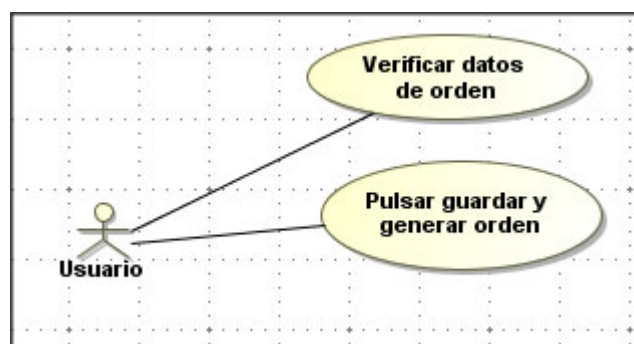 Verificar datos
de orden
Pulsar guardar y
generar orden
Usuario